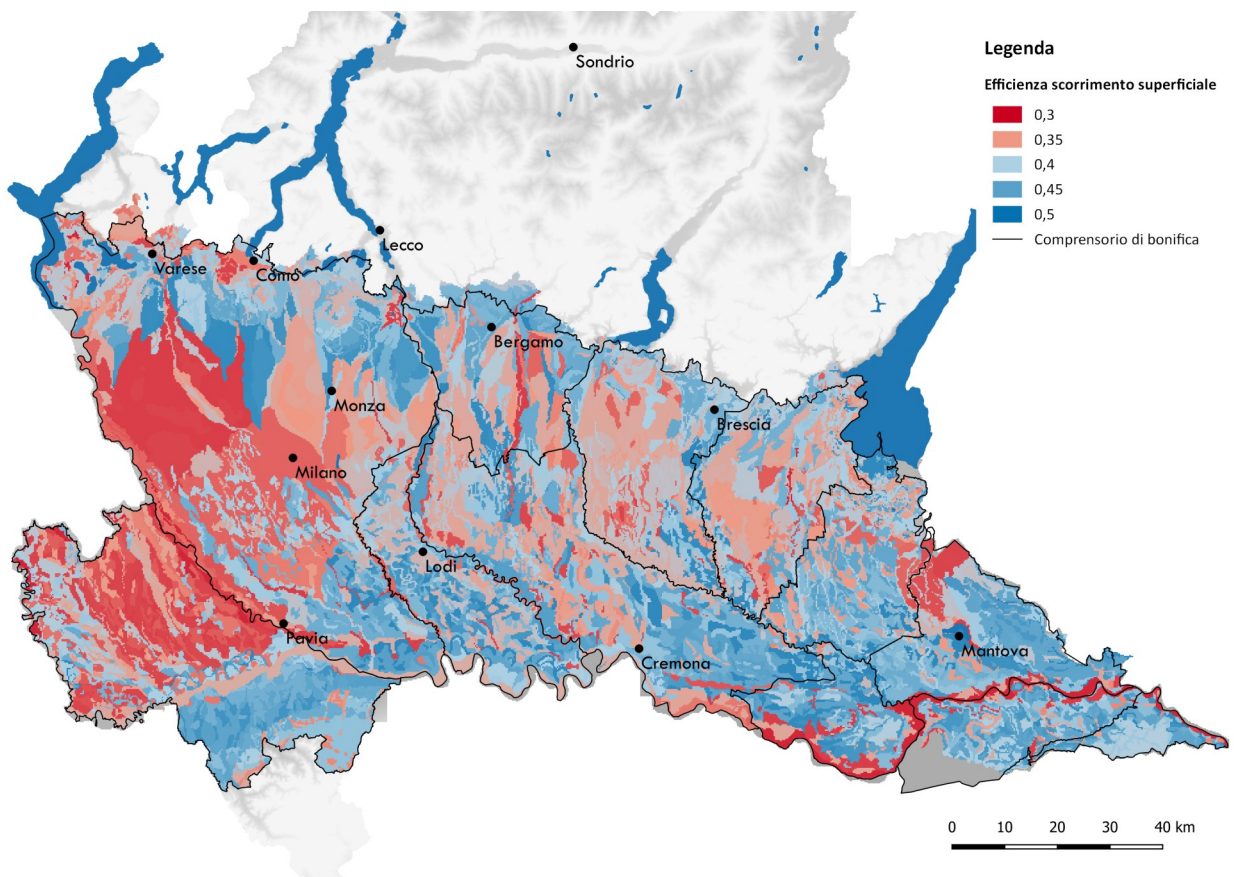 Sondrio
Legenda
Efficienza scorrimento superficiale
0,3
0,35
0,4
0,45
0,5
Comprensorio di bonifica
Lecco
Varese
Como
Bergamo
Monza
Brescia
Milano
Lodi
Pavia
Cremona
Mantova
0 10 20 30 40 km